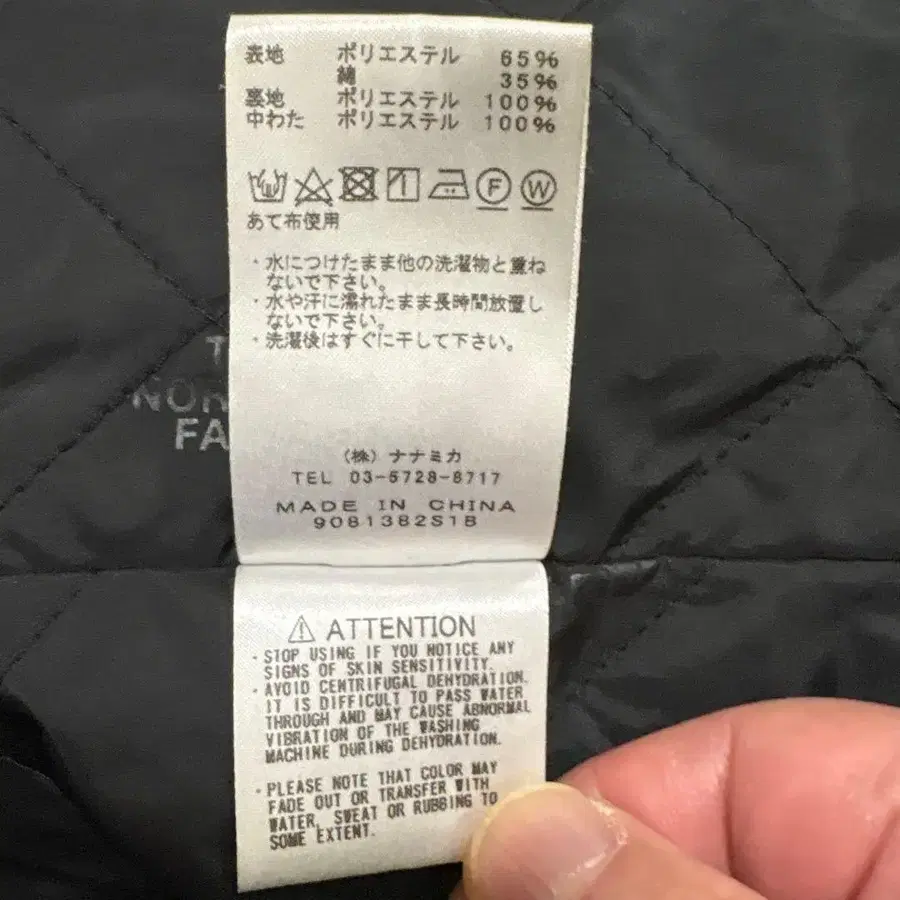 表地 ポリエステル 65%
綿 35%
裏地 ポリエステル 100%
中わた ポリエステル 100%
F W
あて布使用
・水につけたまま他の洗濯物と重ね
ないで下さい。
・水や汗に濡れたまま長時間放置し
ないで下さい。
・洗濯後はすぐに干して下さい。
T
NOR
FA
(株) ナナミカ
TEL 03-5728-8717
MADE IN CHINA
9081382S1B
⚠ ATTENTION
・STOP USING IF YOU NOTICE ANY
SIGNS OF SKIN SENSITIVITY.
・AVOID CENTRIFUGAL DEHYDRATION.
IT IS DIFFICULT TO PASS WATER
THROUGH AND MAY CAUSE ABNORMAL
VIBRATION OF THE WASHING
MACHINE DURING DEHYDRATION.
・PLEASE NOTE THAT COLOR MAY
FADE OUT OR TRANSFER WITH
WATER, SWEAT OR RUBBING TO
SOME EXTENT.